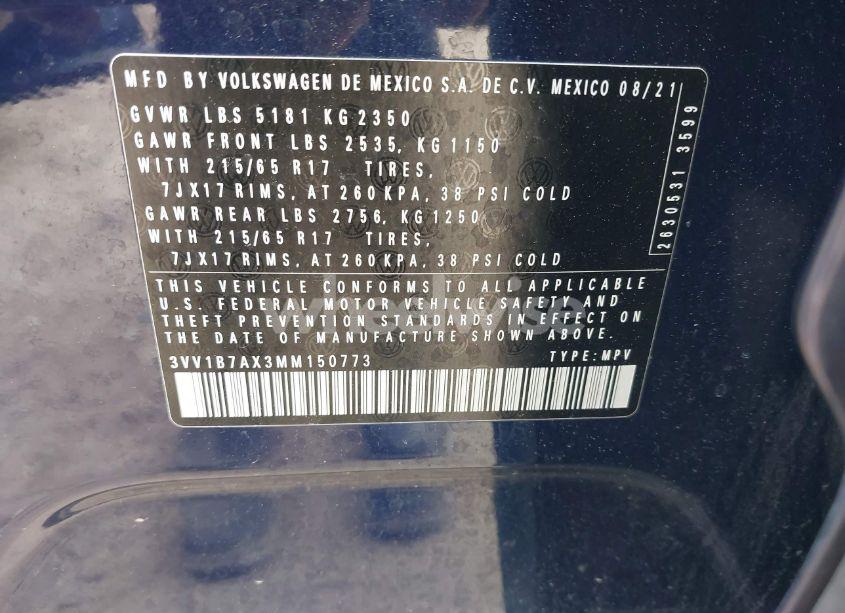 MFD BY VOLKSWAGEN DE MEXICO S.A. DE C.V. MEXICO 08/21
GVWR LBS 5181 KG 2350
GAWR FRONT LBS 2535, KG 1150
WITH 215/65 R17 TIRES,
7JX17 RIMS, AT 260 KPA, 38 PSI COLD
GAWR REAR LBS 2756, KG 1250
WITH 215/65 R17 TIRES,
7JX17 RIMS, AT 260 KPA, 38 PSI COLD
2630531 3599
THIS VEHICLE CONFORMS TO ALL APPLICABLE
U.S. FEDERAL MOTOR VEHICLE SAFETY AND
THEFT PREVENTION STANDARDS IN EFFECT ON
THE DATE OF MANUFACTURE SHOWN ABOVE.
3VV1B7AX3MM150773 TYPE: MPV